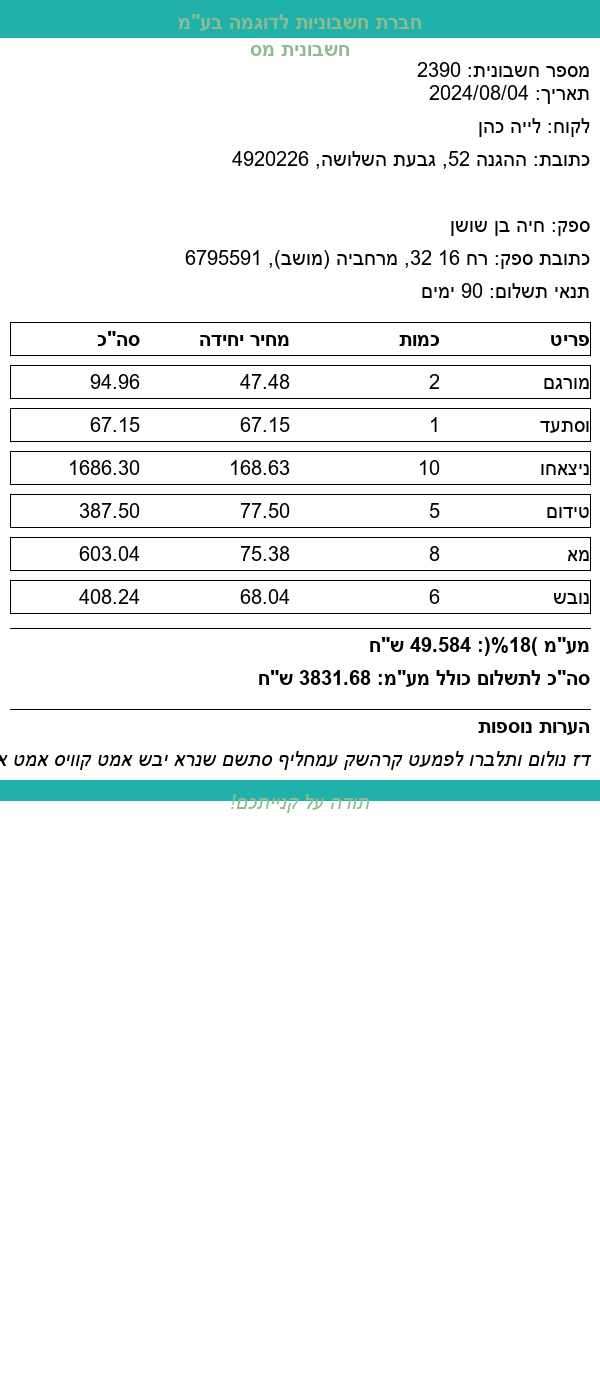 חברת חשבוניות לדוגמה בע"מ
חשבונית מס
מספר חשבונית: 2390
תאריך: 2024/08/04
לקוח: לייה כהן
כתובת: ההגנה 52, גבעת השלושה, 4920226
ספק: חיה בן שושן
כתובת ספק: רח 16 32, מרחביה (מושב), 6795591
תנאי תשלום: 90 ימים
פריט כמות מחיר יחידה סה"כ
מורגם 2 47.48 94.96
וסתעד 1 67.15 67.15
ניצאחו 10 168.63 1686.30
טידום 5 77.50 387.50
מא 8 75.38 603.04
נובש 6 68.04 408.24
מע"מ )18%(: 49.584 ש"ח
סה"כ לתשלום כולל מע"מ: 3831.68 ש"ח
הערות נוספות
דז נולום ותלברו לפמעט קרהשק עמחליף סתשם שנרא יבש אמט קוויס אמט
תודה על קנייתכם!